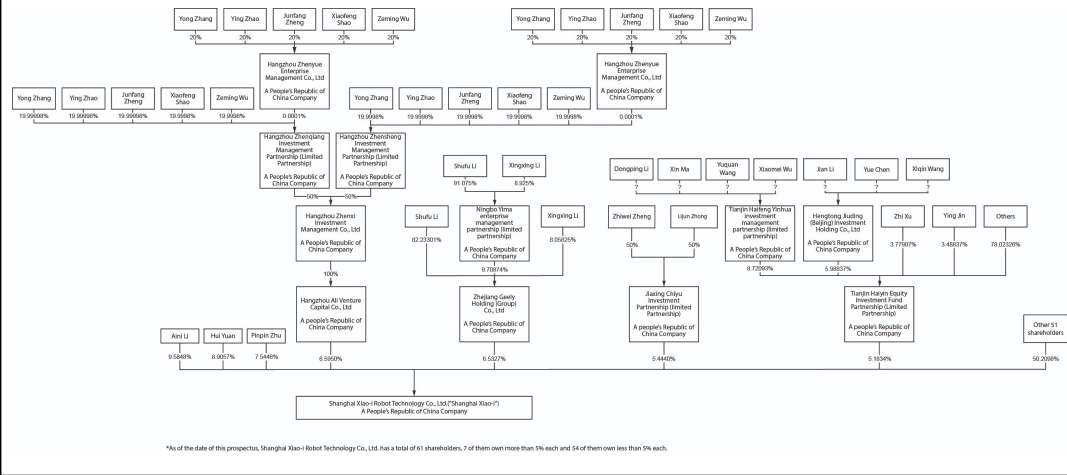 Yong Zhang
Ying Zhao
Junfang
Zheng
Xiaofeng
Shao
Zeming Wu
20%
20%
20%
20%
20%
Yong Zhang
Ying Zhao
Junfang
Zheng
Xiaofeng
Shao
Zeming Wu
20%
20%
20%
20%
20%
Hangzhou Zhenyue
Enterprise
Management Co., Ltd
A People's Republic of
China Company
Hangzhou Zhenyue
Enterprise
Management Co., Ltd
A people's Republic of
China Company
Yong Zhang
Ying Zhao
Junfang
Zheng
Xiaofeng
Shao
Zeming Wu
19.99998%
19.99998%
19.99998%
19.99998%
19.99998%
0.0001%
Yong Zhang
Ying Zhao
Junfang
Zheng
Xiaofeng
Shao
Zeming Wu
19.9998%
19.9998%
19.9998%
19.9998%
19.9998%
0.0001%
Hangzhou Zhenqiang
Investment
Management
Partnership (Limited
Partnership)
A People's Republic of
China Company
Hangzhou Zhensheng
Investment
Management
Partnership (Limited
Partnership)
A People's Republic of
China Company
50%
50%
Shufu Li
Xingxing Li
91.075%
8.925%
Dongping Li
Xin Ma
Yuquan
Wang
Xiaomei Wu
?
?
?
?
Jian Li
Yue Chen
Xiqin Wang
?
?
?
Hangzhou Zhenxi
Investment
Management Co., Ltd
A People's Republic of
China Company
100%
Shufu Li
82.23301%
Ningbo Yima
enterprise
management
partnership (limited
partnership)
A People's Republic of
China Company
9.70874%
Xingxing Li
8.05825%
Zhiwei Zheng
50%
Lijun Zhong
50%
Tianjin Haifeng Yinhua
investment
management
partnership (limited
partnership)
A People's Republic of
China Company
8.72093%
Hengtong Jiuding
(Beijing) Investment
Holding Co., Ltd
A People's Republic of
China Company
5.98837%
Zhi Xu
3.77907%
Ying Jin
3.48837%
Others
78.02326%
Hangzhou Ali Venture
Capital Co., Ltd
A people's Republic of
China Company
Zhejiang Geely
Holding (Group)
Co., Ltd
A People's Republic of
China Company
Jiaxing Chiyu
Investment
Partnership (limited
Partnership)
A people's Republic of
China Company
Tianjin Haiyin Equity
Investment Fund
Partnership (Limited
Partnership)
A people's Republic of
China Company
Aini Li
Hui Yuan
Pinpin Zhu
Other 51
shareholders
9.5848%
8.9057%
7.5446%
6.5950%
6.5327%
5.4440%
5.1834%
50.2098%
Shanghai Xiao-i Robot Technology Co., Ltd.("Shanghai Xiao-i")
A People's Republic of China Company
*As of the date of this prospectus, Shanghai Xiao-i Robot Technology Co., Ltd. has a total of 61 shareholders, 7 of them own more than 5% each and 54 of them own less than 5% each.